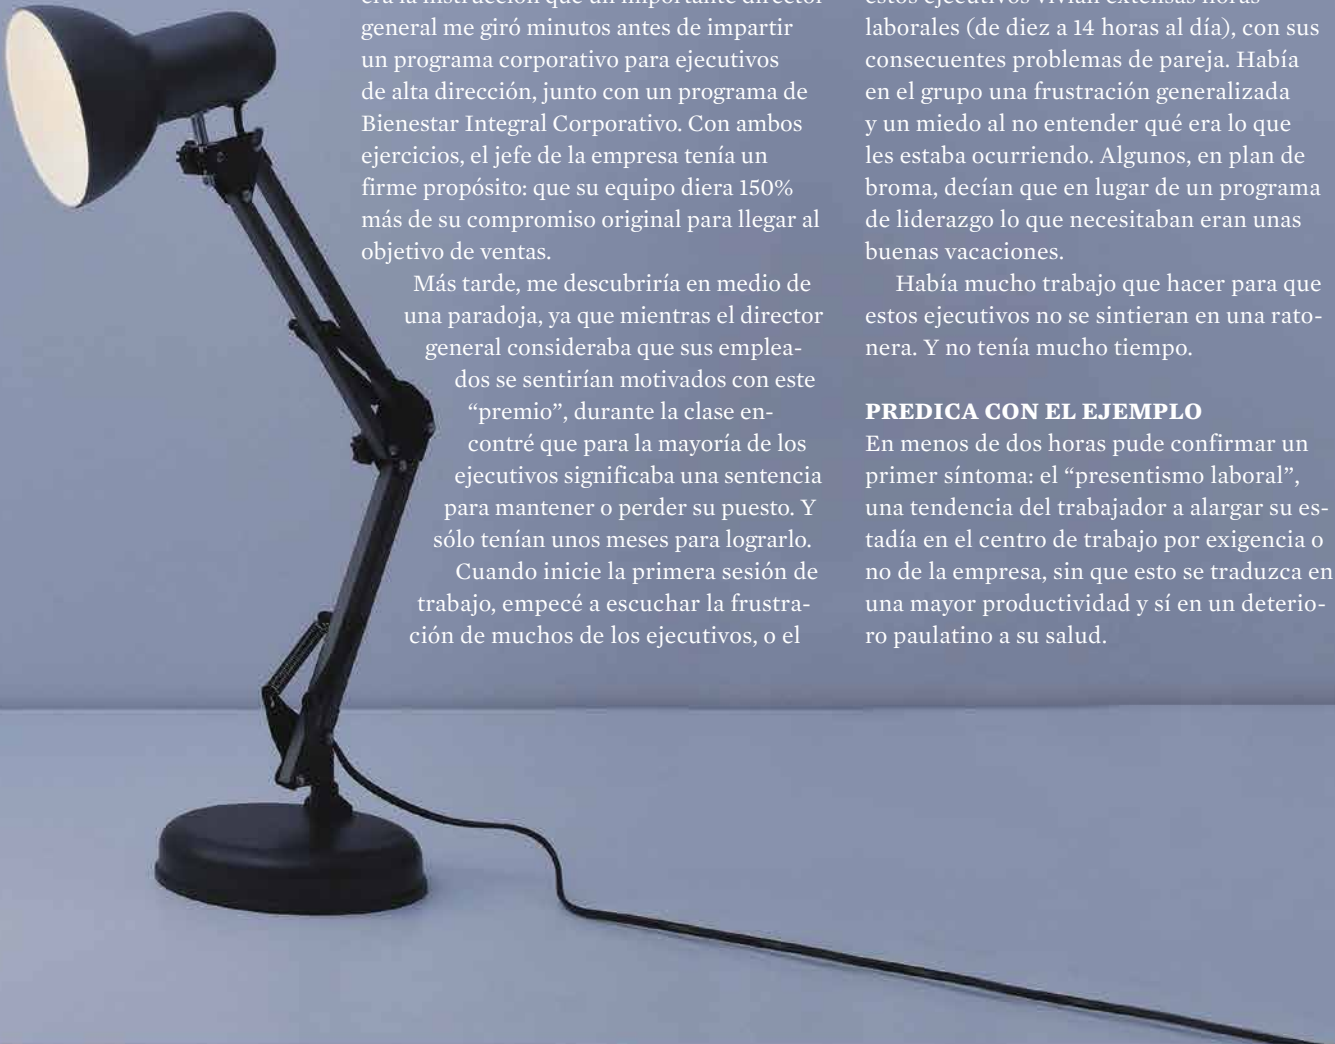 era la instrucción que un importante director
general me giró minutos antes de impartir
un programa corporativo para ejecutivos
de alta dirección, junto con un programa de
Bienestar Integral Corporativo. Con ambos
ejercicios, el jefe de la empresa tenía un
firme propósito: que su equipo diera 150%
más de su compromiso original para llegar al
objetivo de ventas.
Más tarde, me descubriría en medio de
una paradoja, ya que mientras el director
general consideraba que sus emplea-
dos se sentirían motivados con este
“premio”, durante la clase en-
contré que para la mayoría de los
ejecutivos significaba una sentencia
para mantener o perder su puesto. Y
sólo tenían unos meses para lograrlo.
Cuando inicie la primera sesión de
trabajo, empecé a escuchar la frustra-
ción de muchos de los ejecutivos, o el
estos ejecutivos vivían extensas horas
laborales (de diez a 14 horas al día), con sus
consecuentes problemas de pareja. Había
en el grupo una frustración generalizada
y un miedo al no entender qué era lo que
les estaba ocurriendo. Algunos, en plan de
broma, decían que en lugar de un programa
de liderazgo lo que necesitaban eran unas
buenas vacaciones.
Había mucho trabajo que hacer para que
estos ejecutivos no se sintieran en una rato-
nera. Y no tenía mucho tiempo.
PREDICA CON EL EJEMPLO
En menos de dos horas pude confirmar un
primer síntoma: el “presentismo laboral”,
una tendencia del trabajador a alargar su es-
tadía en el centro de trabajo por exigencia o
no de la empresa, sin que esto se traduzca en
una mayor productividad y sí en un deterio-
ro paulatino a su salud.